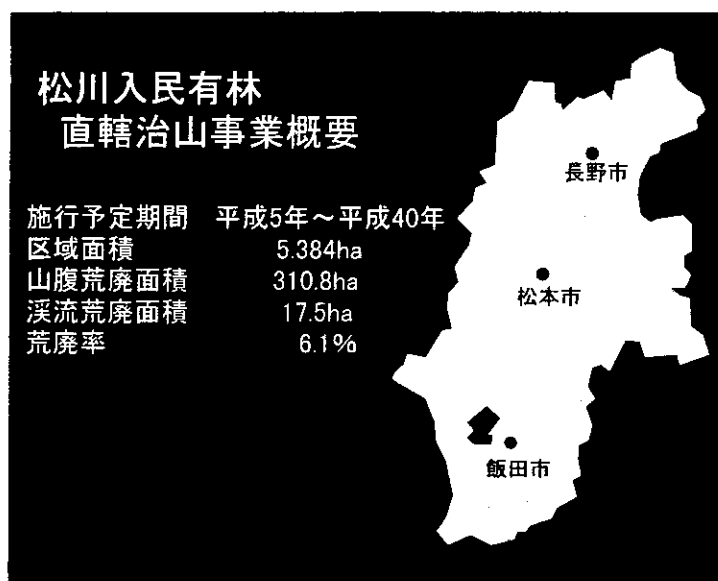 松川入民有林
直轄治山事業概要
施行予定期間 平成5年~平成40年
区域面積 5.384ha
山腹荒廃面積 310.8ha
渓流荒廃面積 17.5ha
荒廃率 6.1%
長野市
松本市
飯田市